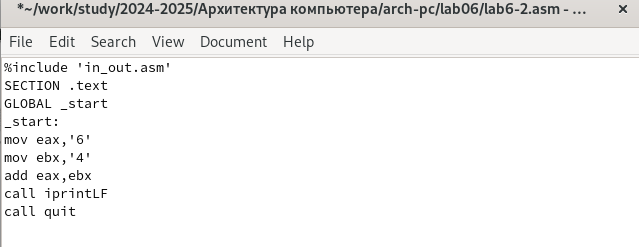 *~/work/study/2024-2025/Архитектура компьютера/arch-pc/lab06/lab6-2.asm - ...
File Edit Search View Document Help
%include 'in_out.asm'
SECTION .text
GLOBAL _start
_start:
mov eax,'6'
mov ebx,'4'
add eax,ebx
call iprintLF
call quit